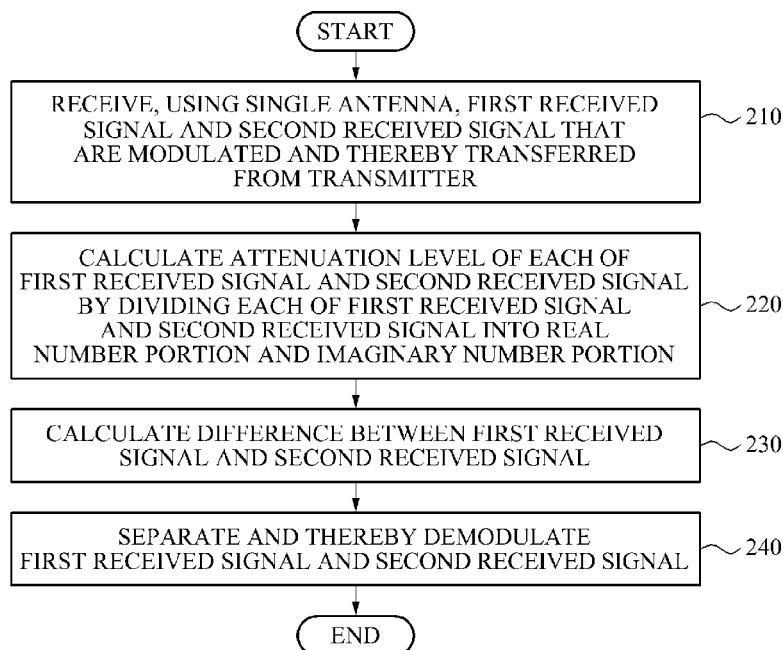 START
RECEIVE, USING SINGLE ANTENNA, FIRST RECEIVED
SIGNAL AND SECOND RECEIVED SIGNAL THAT
ARE MODULATED AND THEREBY TRANSFERRED
FROM TRANSMITTER
210
CALCULATE ATTENUATION LEVEL OF EACH OF
FIRST RECEIVED SIGNAL AND SECOND RECEIVED SIGNAL
BY DIVIDING EACH OF FIRST RECEIVED SIGNAL
AND SECOND RECEIVED SIGNAL INTO REAL
NUMBER PORTION AND IMAGINARY NUMBER PORTION
220
CALCULATE DIFFERENCE BETWEEN FIRST RECEIVED
SIGNAL AND SECOND RECEIVED SIGNAL
230
SEPARATE AND THEREBY DEMODULATE
FIRST RECEIVED SIGNAL AND SECOND RECEIVED SIGNAL
240
END